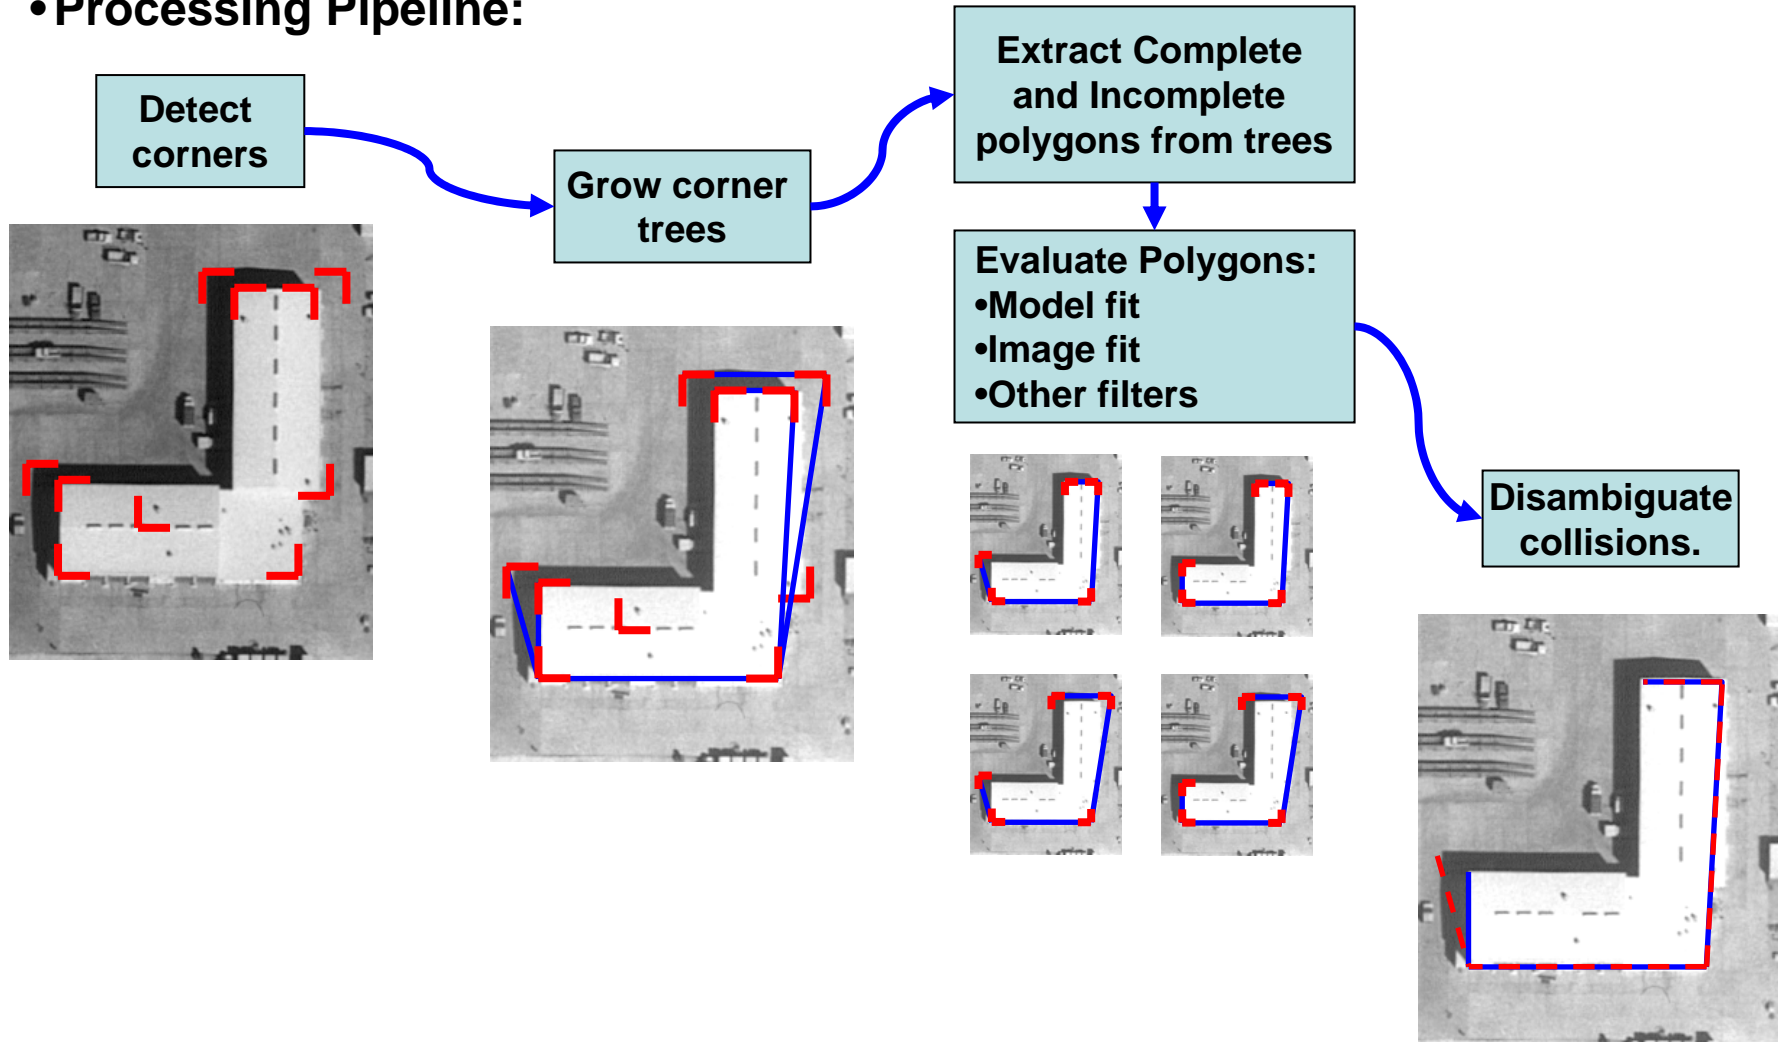 •Processing Pipeline:
Detect
corners
Grow corner
trees
Extract Complete
and Incomplete
polygons from trees
Evaluate Polygons:
•Model fit
•Image fit
•Other filters
Disambiguate
collisions.